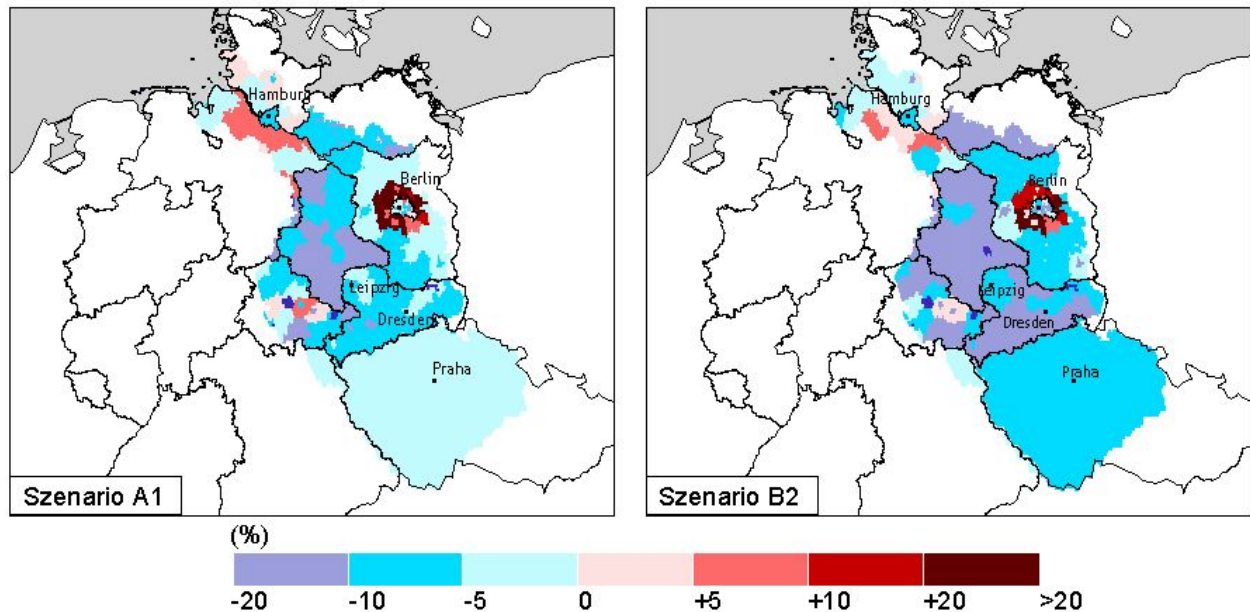 Hamburg
Berlin
Leipzig
Dresden
Praha
Szenario A1
Hamburg
Berlin
Leipzig
Dresden
Praha
Szenario B2
(%)
-20 -10 -5 0 +5 +10 +20 >20